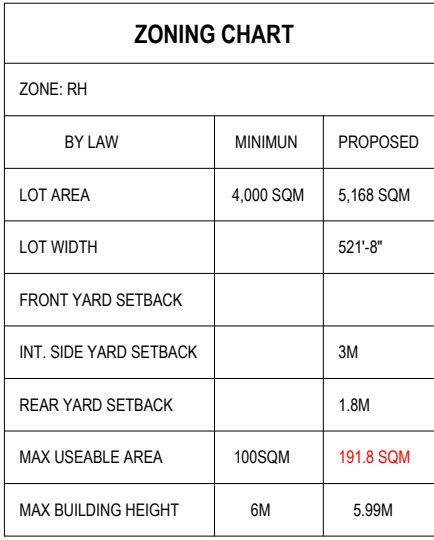 ZONING CHART
ZONE: RH
BY LAW MINIMUN PROPOSED
LOT AREA 4,000 SQM 5,168 SQM
LOT WIDTH 521'-8"
FRONT YARD SETBACK
INT. SIDE YARD SETBACK 3M
REAR YARD SETBACK 1.8M
MAX USEABLE AREA 100SQM 191.8 SQM
MAX BUILDING HEIGHT 6M 5.99M